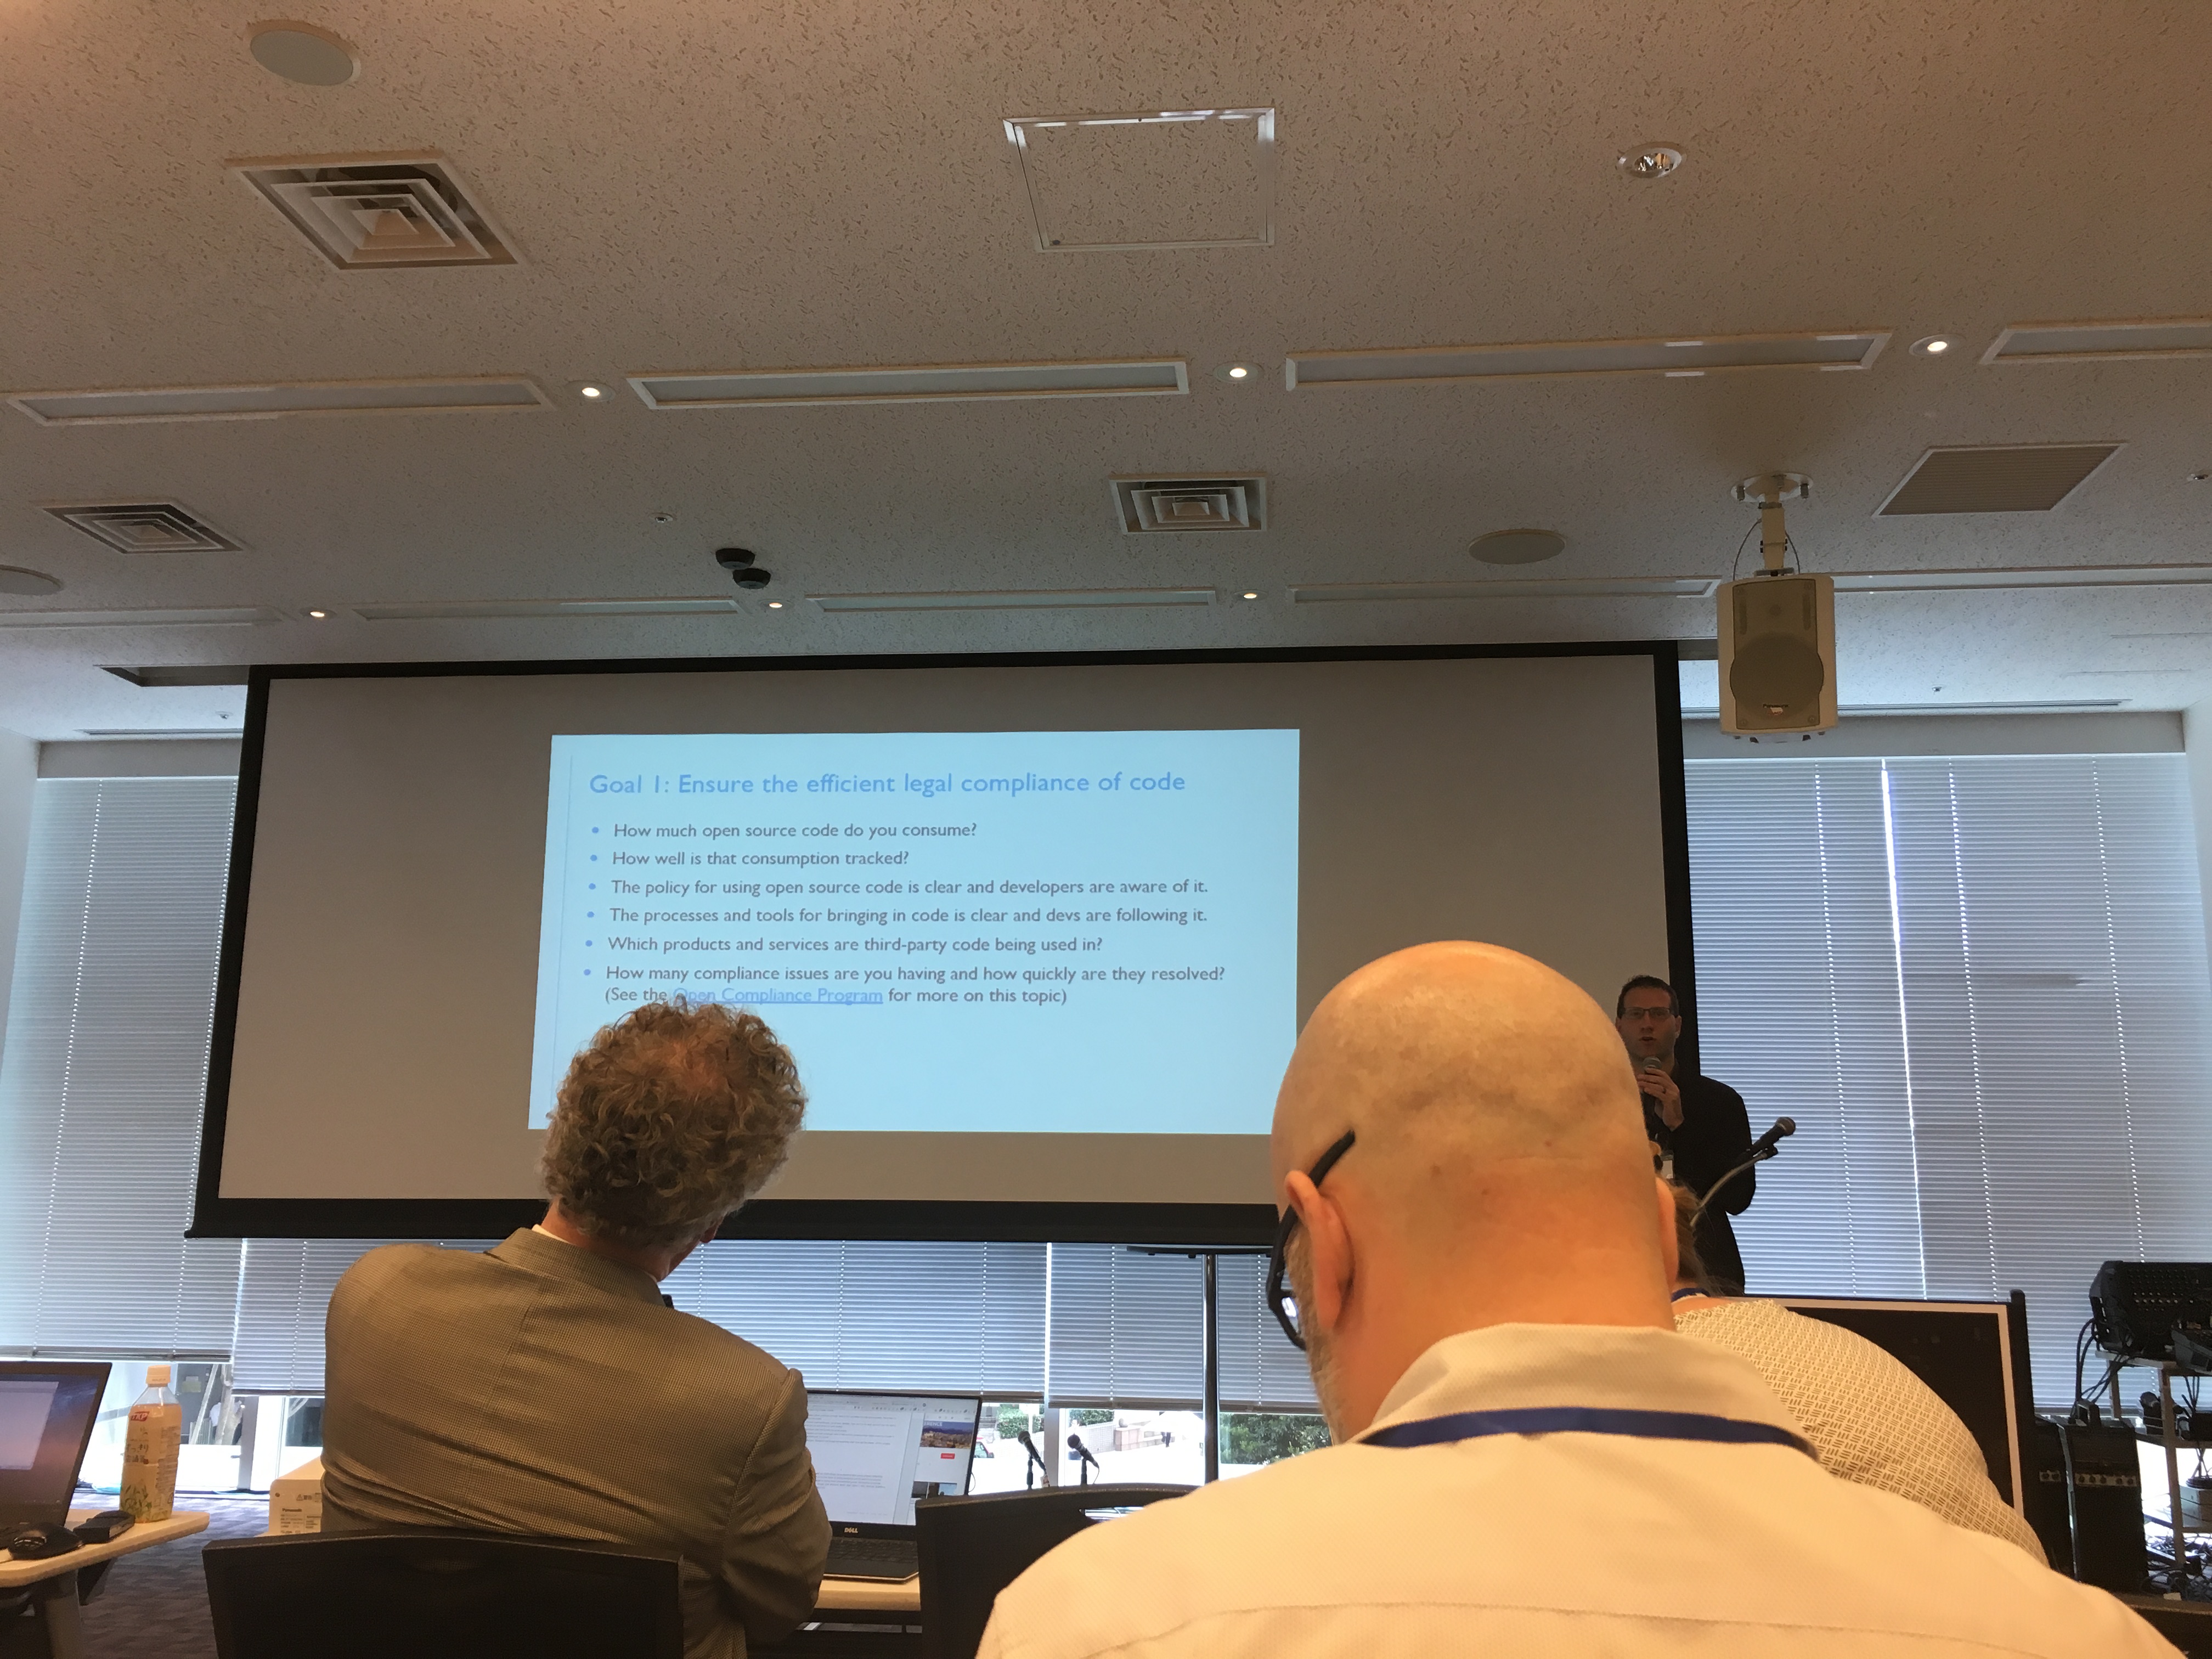 Goal 1: Ensure the efficient legal compliance of code
• How much open source code do you consume?
• How well is that consumption tracked?
• The policy for using open source code is clear and developers are aware of it.
• The processes and tools for bringing in code is clear and devs are following it.
• Which products and services are third-party code being used in?
• How many compliance issues are you having and how quickly are they resolved?
(See the Open Compliance Program for more on this topic)
Panasonic
Panasonic
DELL